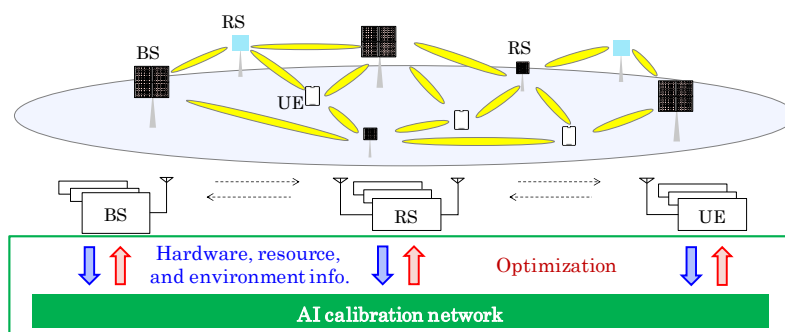 RS
BS
RS
UE
BS
RS
UE
Hardware, resource,
and environment info.
Optimization
AI calibration network